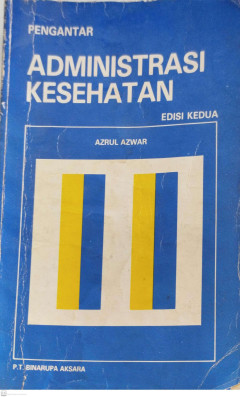 PENGANTAR
ADMINISTRASI
KESEHATAN
EDISI KEDUA
AZRUL AZWAR
P.T. BINARUPA AKSARA